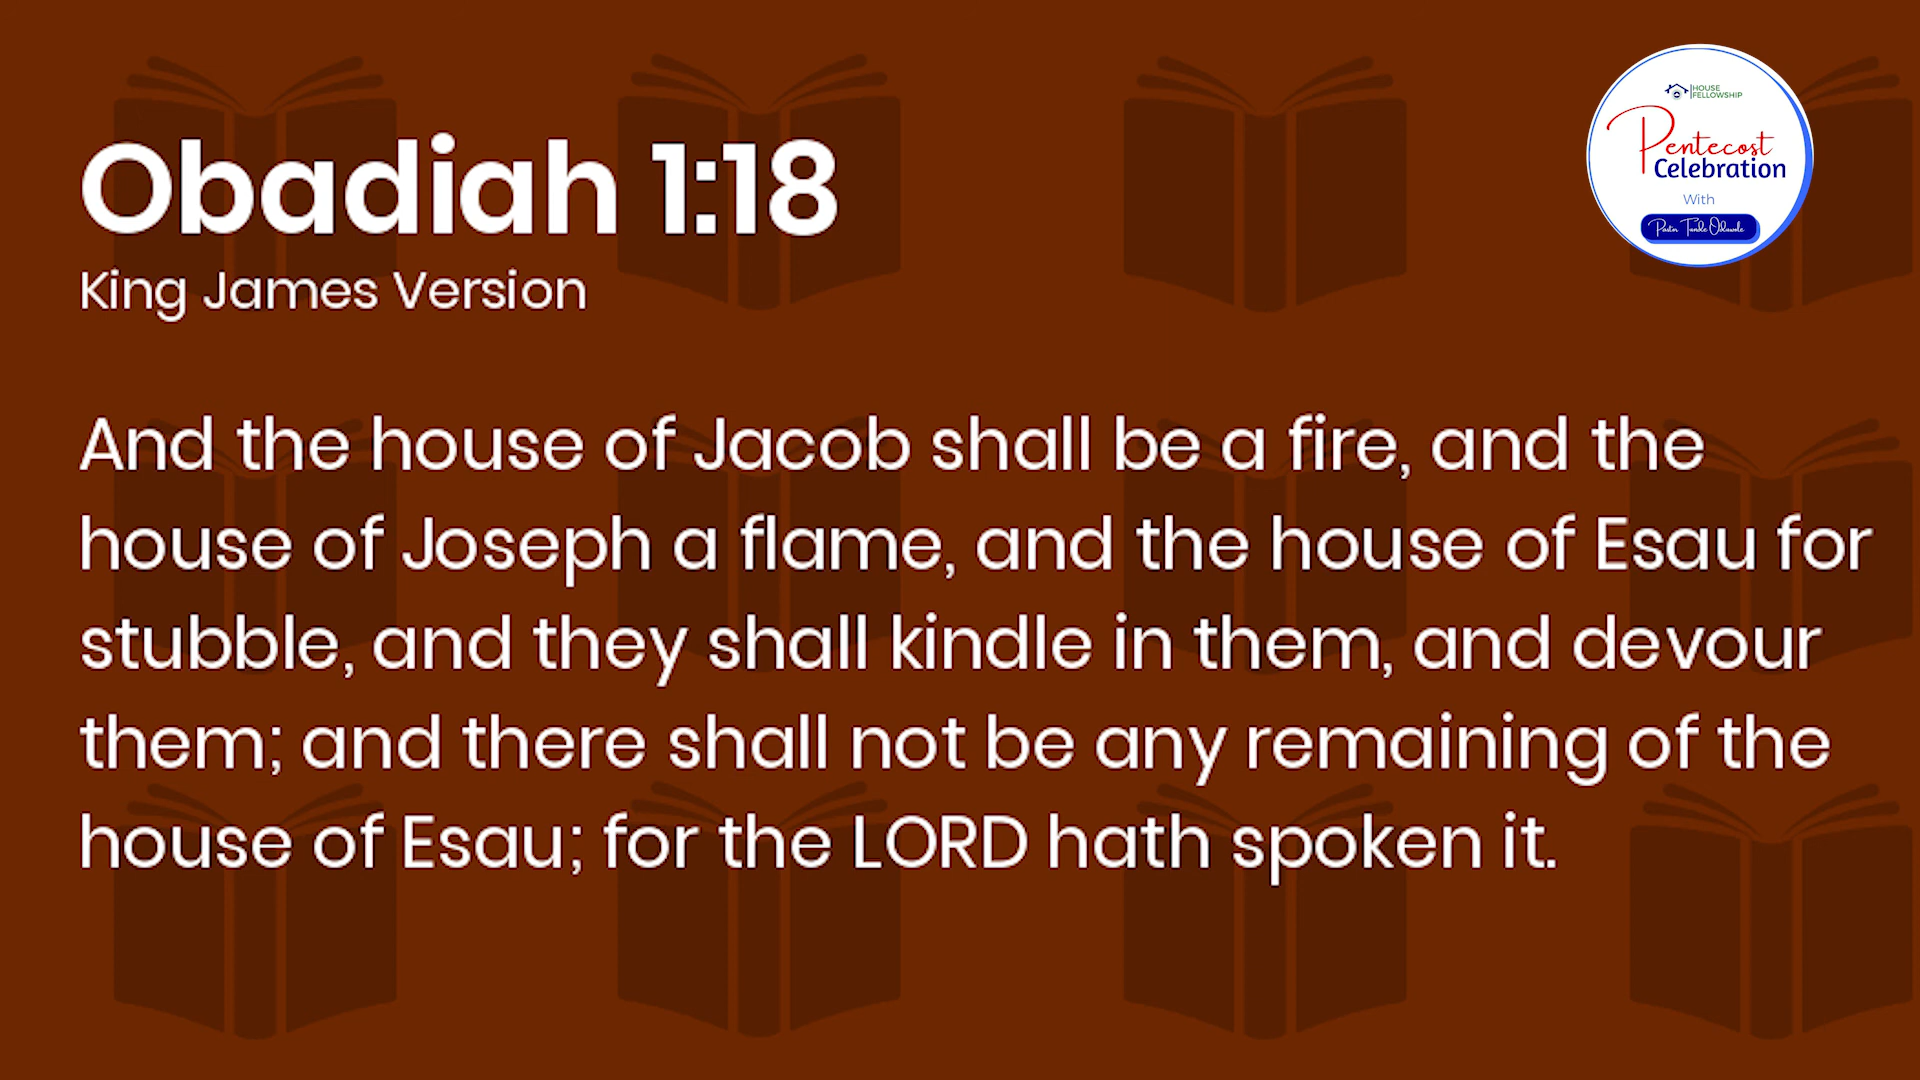 Obadiah 1:18
King James Version
HOUSE
FELLOWSHIP
Pentecost
Celebration
With
Pastor Tunde Oluwole
And the house of Jacob shall be a fire, and the
house of Joseph a flame, and the house of Esau for
stubble, and they shall kindle in them, and devour
them; and there shall not be any remaining of the
house of Esau; for the LORD hath spoken it.